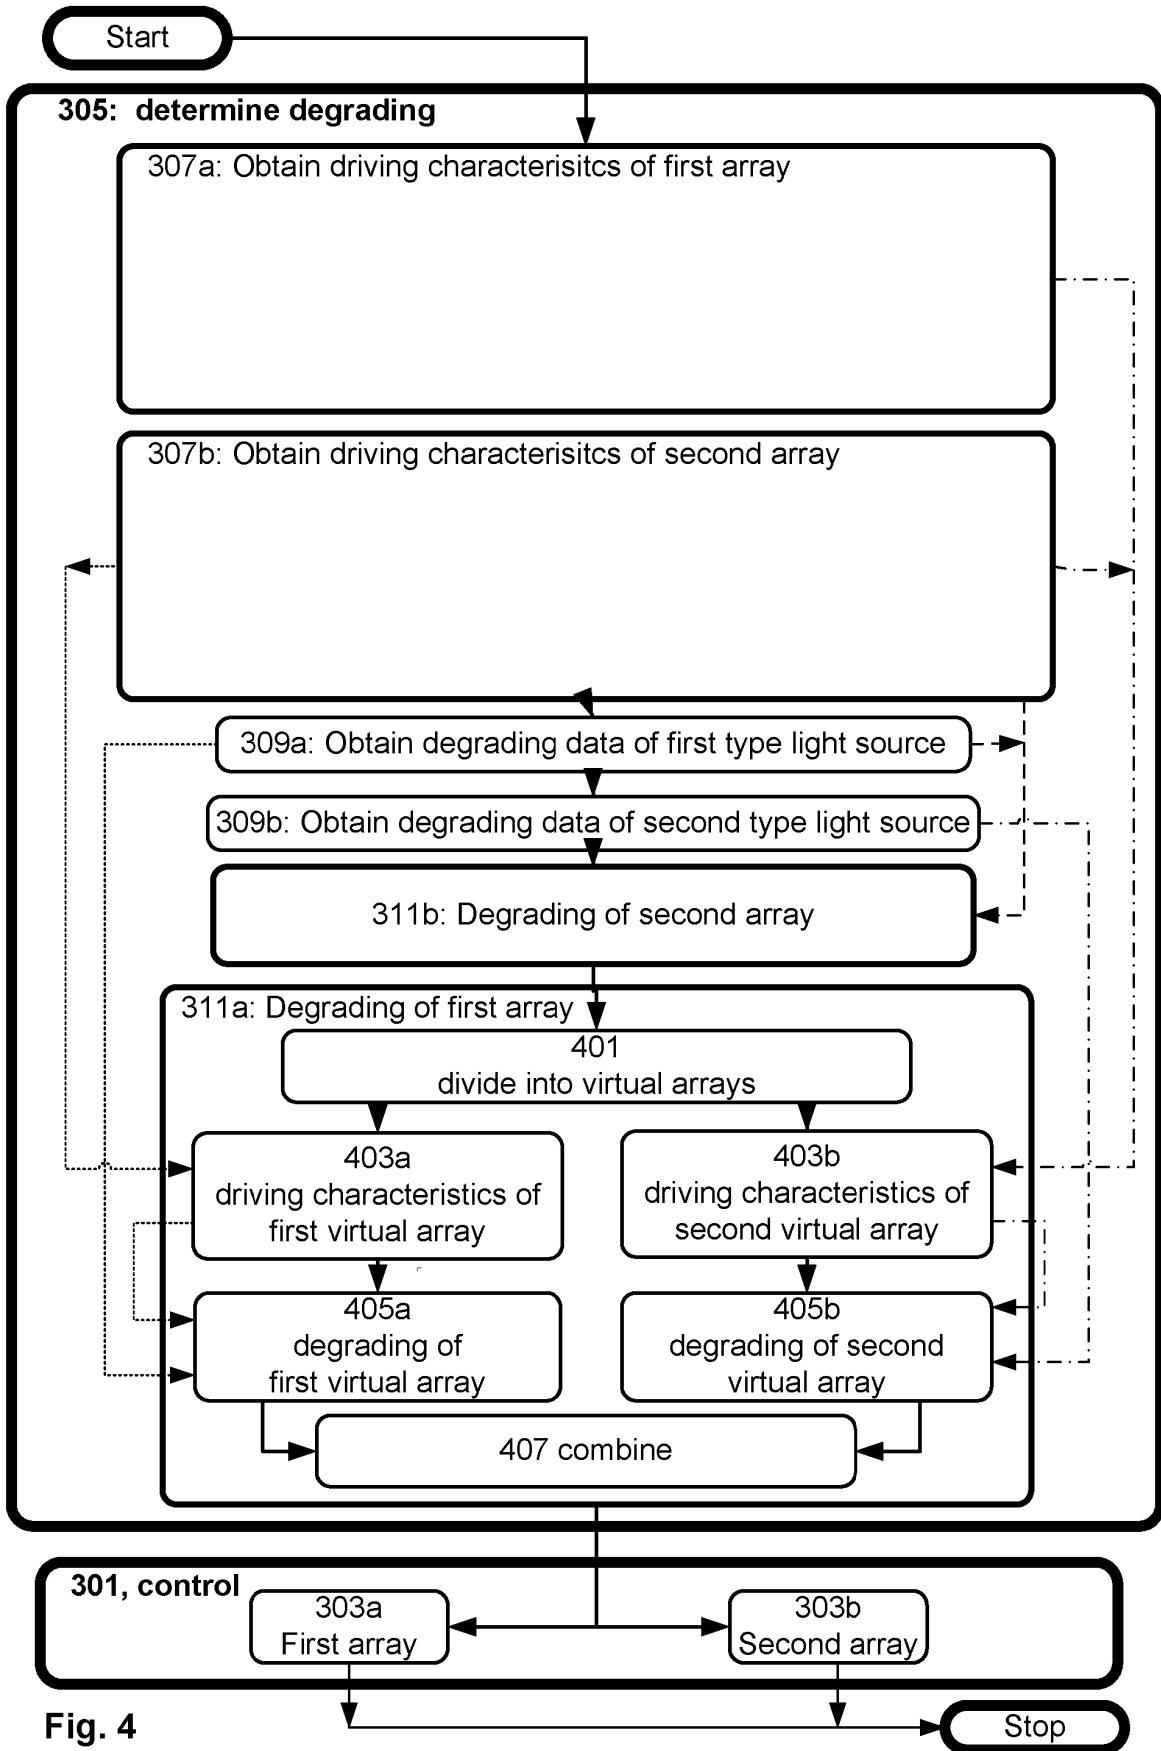 Start
305: determine degrading
307a: Obtain driving characterisitcs of first array
307b: Obtain driving characterisitcs of second array
309a: Obtain degrading data of first type light source
309b: Obtain degrading data of second type light source
311b: Degrading of second array
311a: Degrading of first array
401
divide into virtual arrays
403a
driving characteristics of
first virtual array
403b
driving characteristics of
second virtual array
405a
degrading of
first virtual array
405b
degrading of second
virtual array
407 combine
301, control
303a
First array
303b
Second array
Fig. 4
Stop